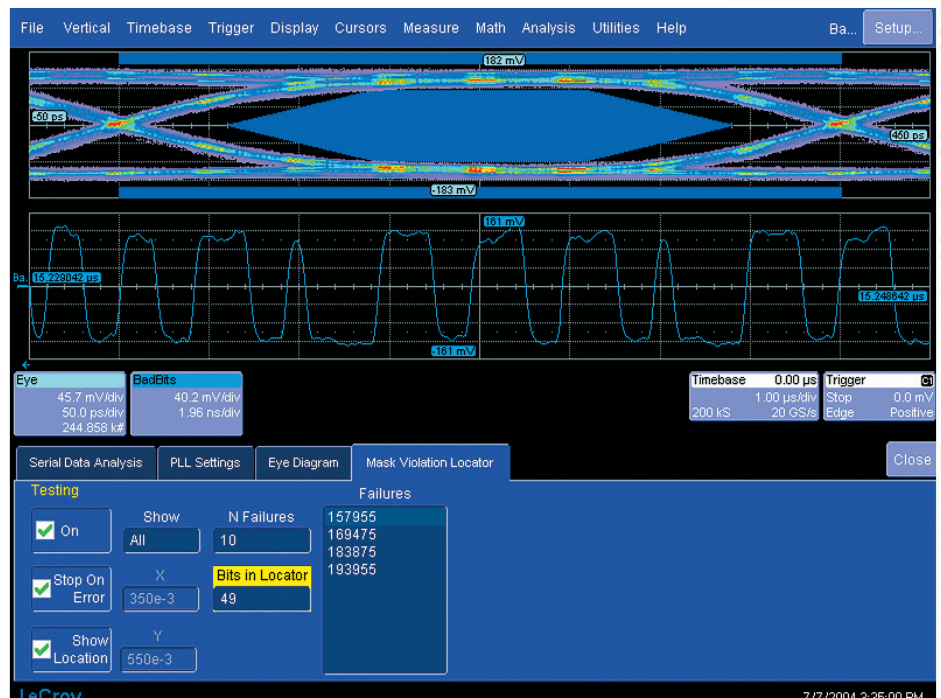 File Vertical Timebase Trigger Display Cursors Measure Math Analysis Utilities Help Ba... Setup...
182 mV
-50 ps
450 ps
-183 mV
161 mV
Ba. 15.229042 µs
15.248642 µs
-161 mV
Eye BadBits Timebase 0.00 µs Trigger C1
45.7 mV/div 40.2 mV/div 1.00 µs/div Stop 0.0 mV
50.0 ps/div 1.96 ns/div 200 kS 20 GS/s Edge Positive
244.858 k#
Serial Data Analysis PLL Settings Eye Diagram Mask Violation Locator Close
Testing Failures
On Show N Failures 157955
All 10 169475
183875
Stop On Error X Bits in Locator 193955
350e-3 49
Show Location Y
550e-3
LeCroy 7/7/2004 3:35:00 PM